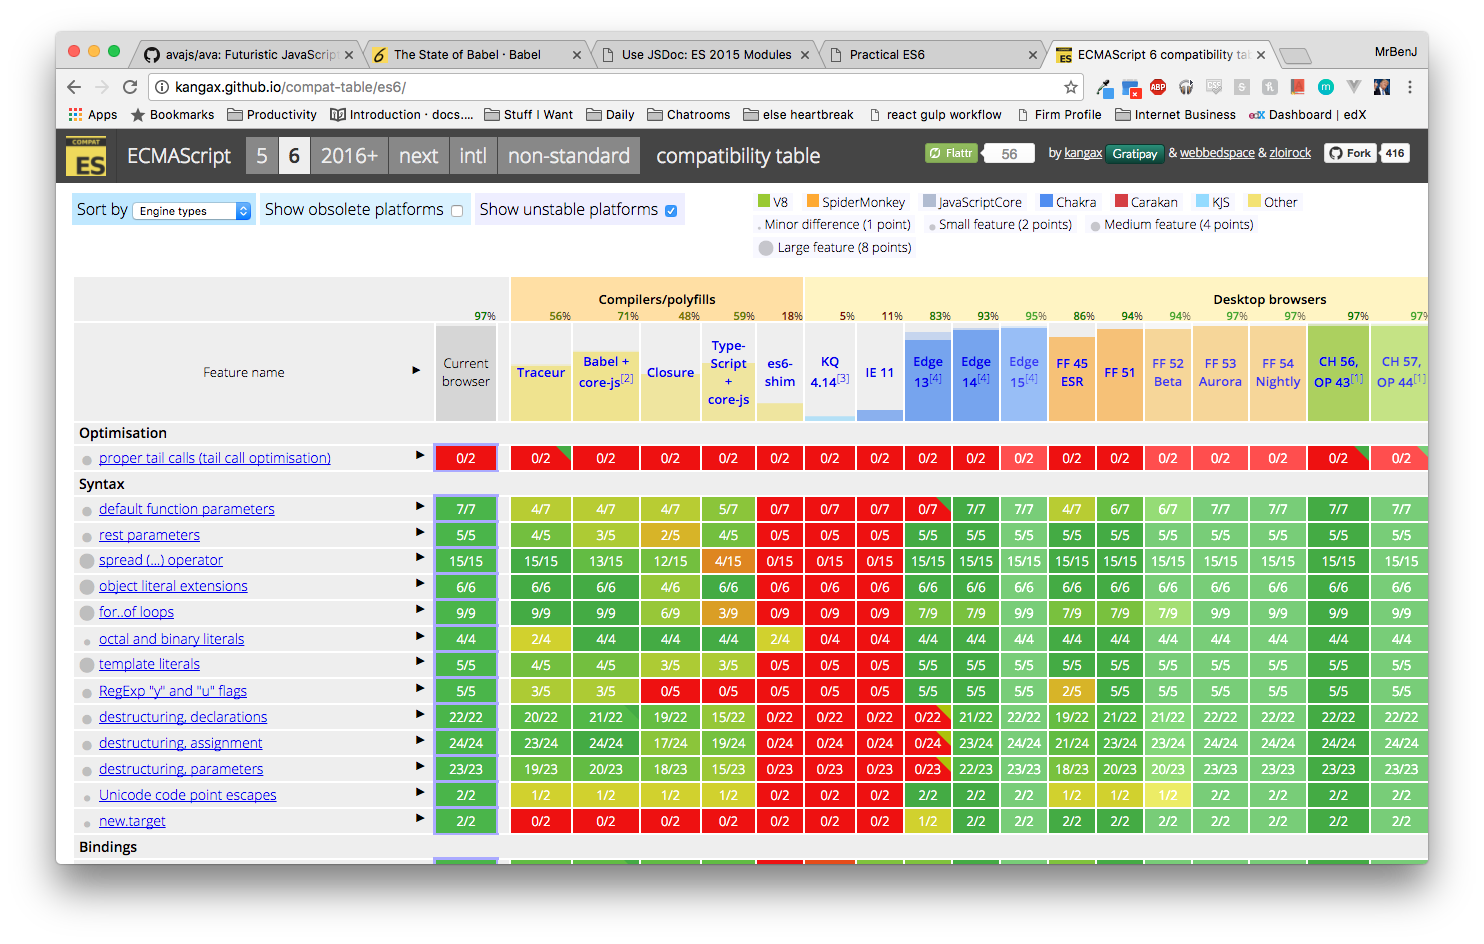 avajs/ava: Futuristic JavaScript
The State of Babel · Babel
Use JSDoc: ES 2015 Modules
Practical ES6
ECMAScript 6 compatibility ta
MrBenJ
kangax.github.io/compat-table/es6/
Apps Bookmarks Productivity Introduction · docs.... Stuff I Want Daily Chatrooms else heartbreak react gulp workflow Firm Profile Internet Business edX Dashboard | edX
COMPAT ES ECMAScript 5 6 2016+ next intl non-standard compatibility table Flattr 56 by kangax Gratipay & webbedspace & zloirock Fork 416
Sort by Engine types Show obsolete platforms Show unstable platforms
V8 SpiderMonkey JavaScriptCore Chakra Carakan KJS Other
Minor difference (1 point) Small feature (2 points) Medium feature (4 points)
Large feature (8 points)
Compilers/polyfills Desktop browsers
97% 56% 71% 48% 59% 18% 5% 11% 83% 93% 95% 86% 94% 94% 97% 97% 97% 97%
Feature name
Current browser
Traceur
Babel + core-js[2]
Closure
Type-Script + core-js
es6-shim
KQ 4.14[3]
IE 11
Edge 13[4]
Edge 14[4]
Edge 15[4]
FF 45 ESR
FF 51
FF 52 Beta
FF 53 Aurora
FF 54 Nightly
CH 56, OP 43[1]
CH 57, OP 44[1]
Optimisation
proper tail calls (tail call optimisation) 0/2 0/2 0/2 0/2 0/2 0/2 0/2 0/2 0/2 0/2 0/2 0/2 0/2 0/2 0/2 0/2 0/2 0/2
Syntax
default function parameters 7/7 4/7 4/7 4/7 5/7 0/7 0/7 0/7 0/7 7/7 7/7 4/7 6/7 6/7 7/7 7/7 7/7 7/7
rest parameters 5/5 4/5 3/5 2/5 4/5 0/5 0/5 0/5 5/5 5/5 5/5 5/5 5/5 5/5 5/5 5/5 5/5 5/5
spread (...) operator 15/15 15/15 13/15 12/15 4/15 0/15 0/15 0/15 15/15 15/15 15/15 15/15 15/15 15/15 15/15 15/15 15/15 15/15
object literal extensions 6/6 6/6 6/6 4/6 6/6 0/6 0/6 0/6 6/6 6/6 6/6 6/6 6/6 6/6 6/6 6/6 6/6 6/6
for..of loops 9/9 9/9 9/9 6/9 3/9 0/9 0/9 0/9 7/9 7/9 9/9 7/9 7/9 7/9 9/9 9/9 9/9 9/9
octal and binary literals 4/4 2/4 4/4 4/4 4/4 2/4 0/4 0/4 4/4 4/4 4/4 4/4 4/4 4/4 4/4 4/4 4/4 4/4
template literals 5/5 4/5 4/5 3/5 3/5 0/5 0/5 0/5 5/5 5/5 5/5 5/5 5/5 5/5 5/5 5/5 5/5 5/5
RegExp "y" and "u" flags 5/5 3/5 3/5 0/5 0/5 0/5 0/5 0/5 5/5 5/5 5/5 2/5 5/5 5/5 5/5 5/5 5/5 5/5
destructuring, declarations 22/22 20/22 21/22 19/22 15/22 0/22 0/22 0/22 0/22 21/22 22/22 19/22 21/22 21/22 22/22 22/22 22/22 22/22
destructuring, assignment 24/24 23/24 24/24 17/24 19/24 0/24 0/24 0/24 0/24 23/24 24/24 21/24 23/24 23/24 24/24 24/24 24/24 24/24
destructuring, parameters 23/23 19/23 20/23 18/23 15/23 0/23 0/23 0/23 0/23 22/23 23/23 18/23 20/23 20/23 23/23 23/23 23/23 23/23
Unicode code point escapes 2/2 1/2 1/2 1/2 1/2 0/2 0/2 0/2 2/2 2/2 2/2 1/2 1/2 1/2 2/2 2/2 2/2 2/2
new.target 2/2 0/2 0/2 0/2 0/2 0/2 0/2 0/2 1/2 2/2 2/2 2/2 2/2 2/2 2/2 2/2 2/2 2/2
Bindings